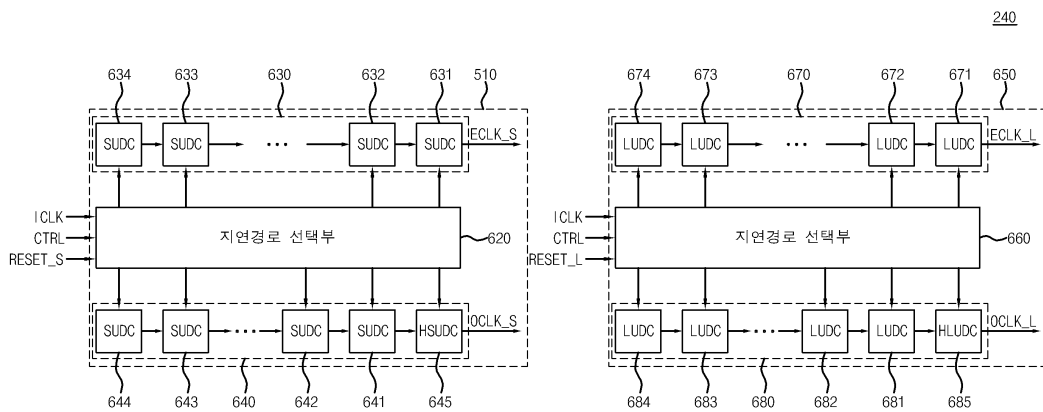 240
634 633 630 632 631 510
SUDC SUDC ... SUDC SUDC ECLK_S
ICLK
CTRL
RESET_S
지연경로 선택부
620
SUDC SUDC ... SUDC SUDC HSUDC OCLK_S
644 643 640 642 641 645
674 673 670 672 671 650
LUDC LUDC ... LUDC LUDC ECLK_L
ICLK
CTRL
RESET_L
지연경로 선택부
660
LUDC LUDC ... LUDC LUDC HLUDC OCLK_L
684 683 680 682 681 685